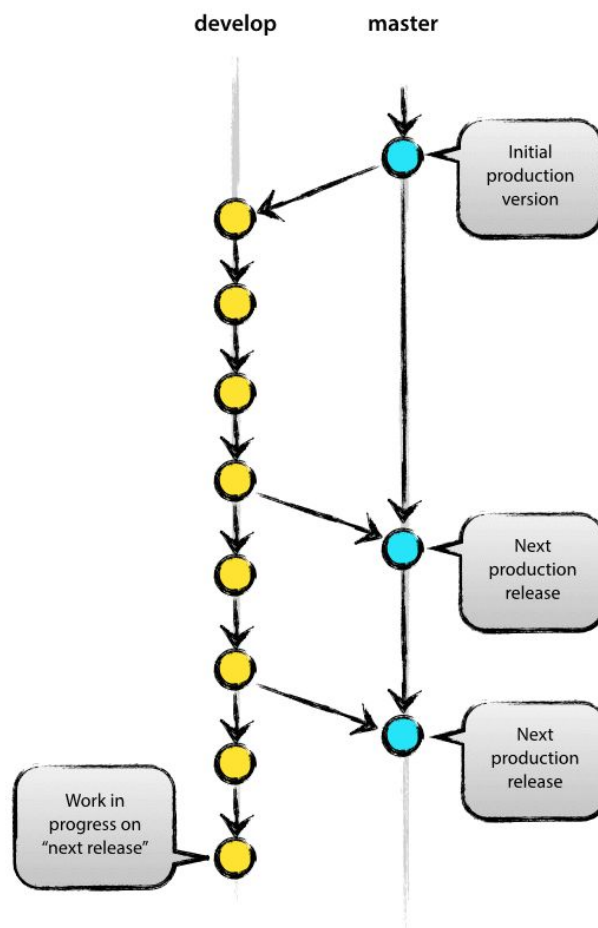 develop master
Initial
production
version
Next
production
release
Next
production
release
Work in
progress on
“next release”